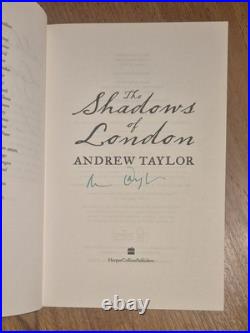 The
Shadows
of
London
ANDREW TAYLOR
HarperCollinsPublishers